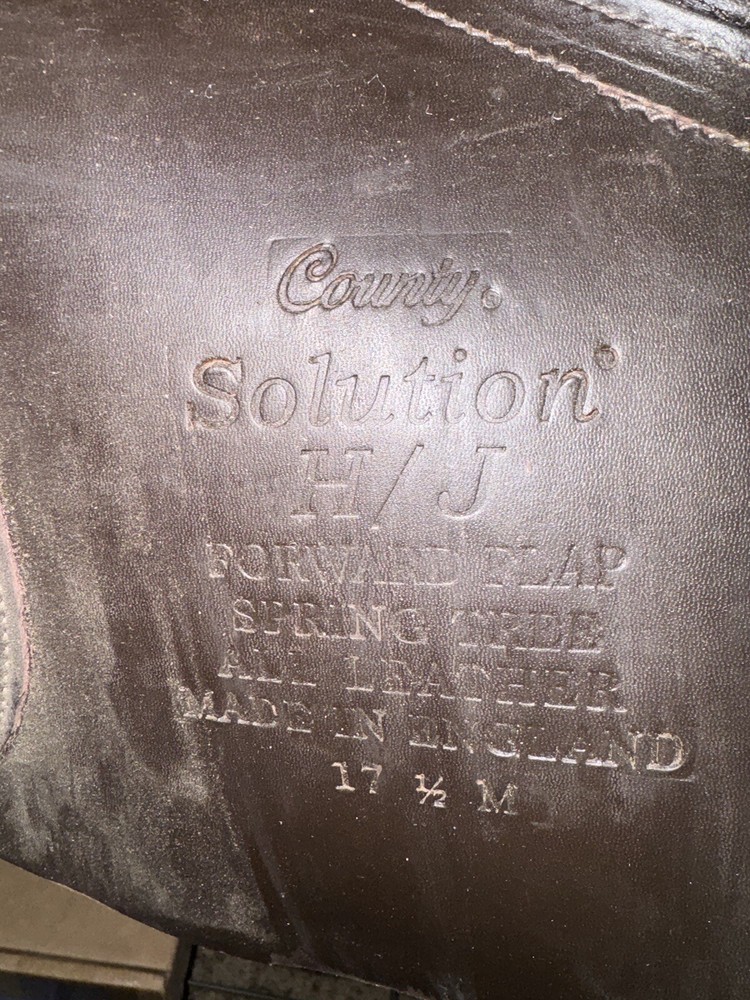 County®
Solution®
H/J
FORWARD FLAP
SPRING TREE
ALL LEATHER
MADE IN ENGLAND
17 ½ M